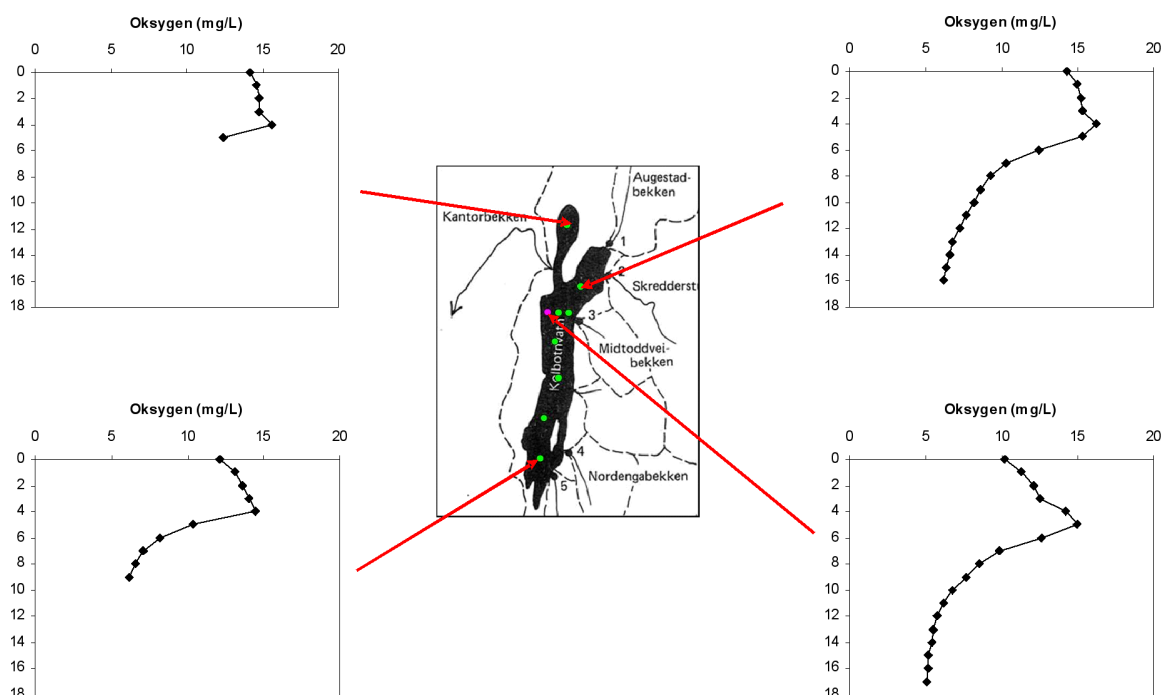 Oksygen (mg/L)
0 5 10 15 20
0
2
4
6
8
10
12
14
16
18
Oksygen (mg/L)
0 5 10 15 20
0
2
4
6
8
10
12
14
16
18
Augestad-
bekken
Kantorbekken
1
2
Skredderst
3
Kolbotnvatn
Midtoddvei-
bekken
4
Nordengabekken
5
Oksygen (mg/L)
0 5 10 15 20
0
2
4
6
8
10
12
14
16
18
Oksygen (mg/L)
0 5 10 15 20
0
2
4
6
8
10
12
14
16
18